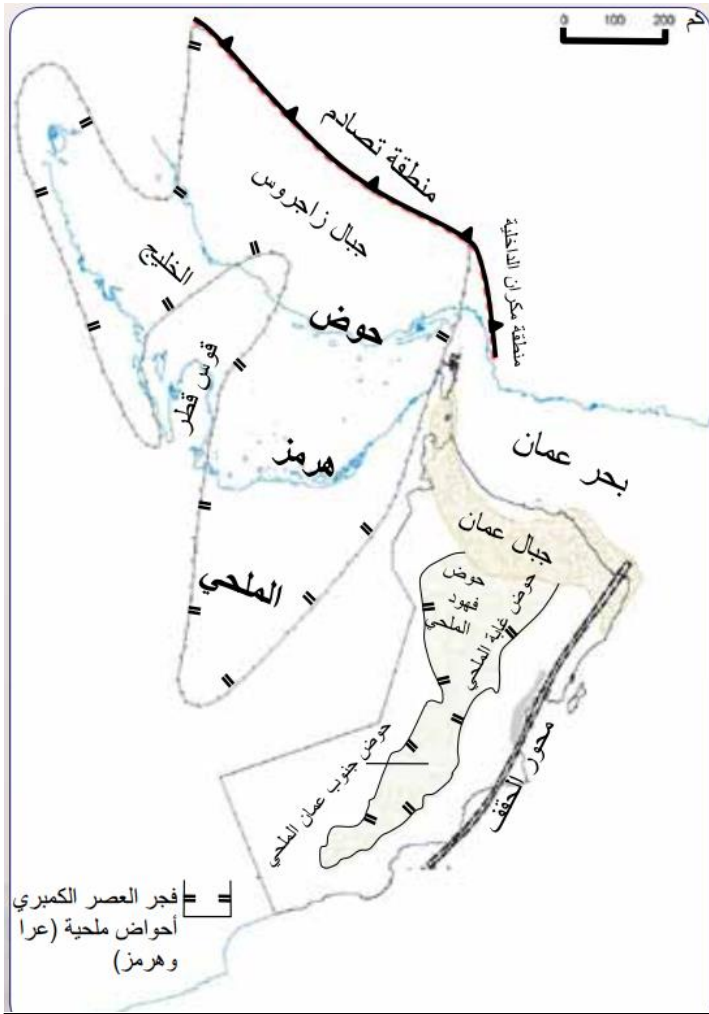 0 100 200 كم
منطقة تصادم
جبال زاجروس
منطقة مكران الداخلية
الخليج
حوض
قوس قطر
هرمز
بحر عمان
الملحي
جبال عمان
حوض
فهود
الملحي
حوض غابة الملحي
حوض جنوب عمان الملحي
محور الحقف
فجر العصر الكمبري
أحواض ملحية (عرا
وهرمز)